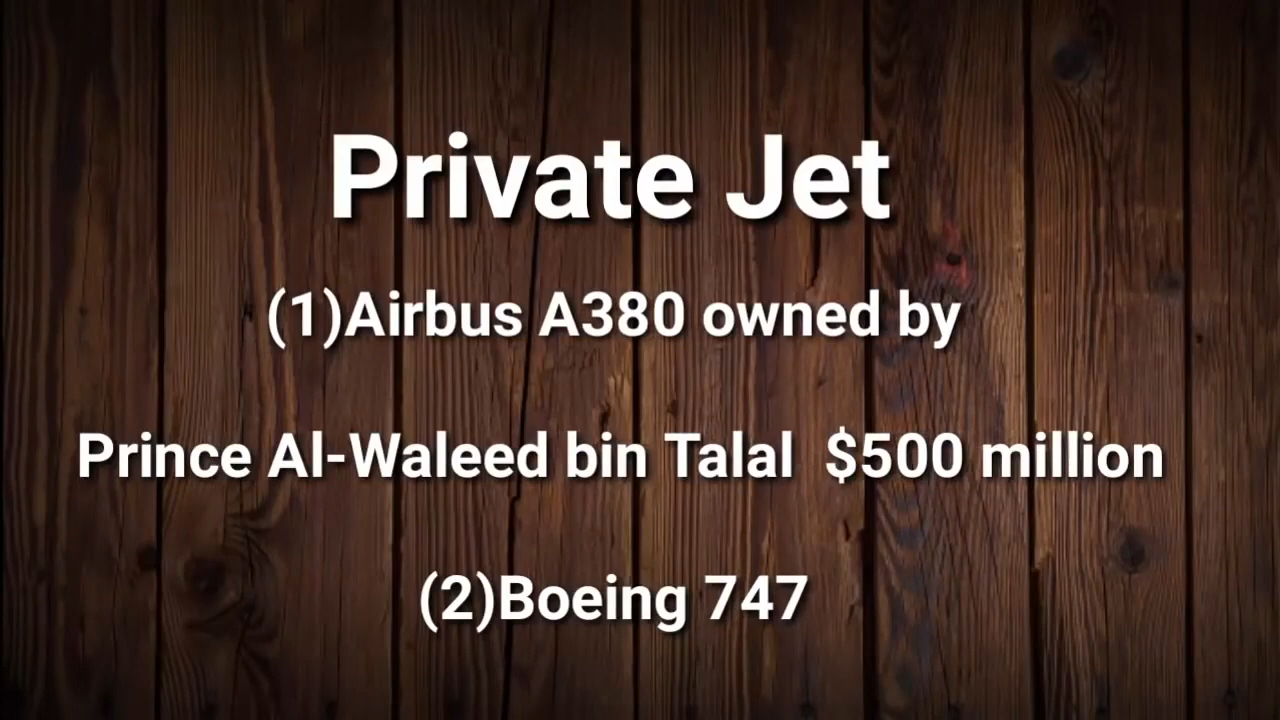 Private Jet
(1)Airbus A380 owned by
Prince Al-Waleed bin Talal $500 million
(2)Boeing 747